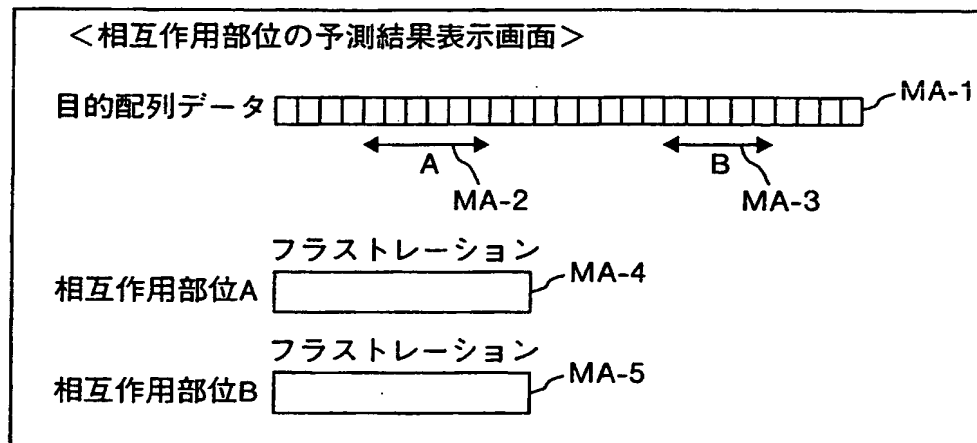 ＜相互作用部位の予測結果表示画面＞
目的配列データ MA-1
A B
MA-2 MA-3
フラストレーション
相互作用部位A MA-4
フラストレーション
相互作用部位B MA-5